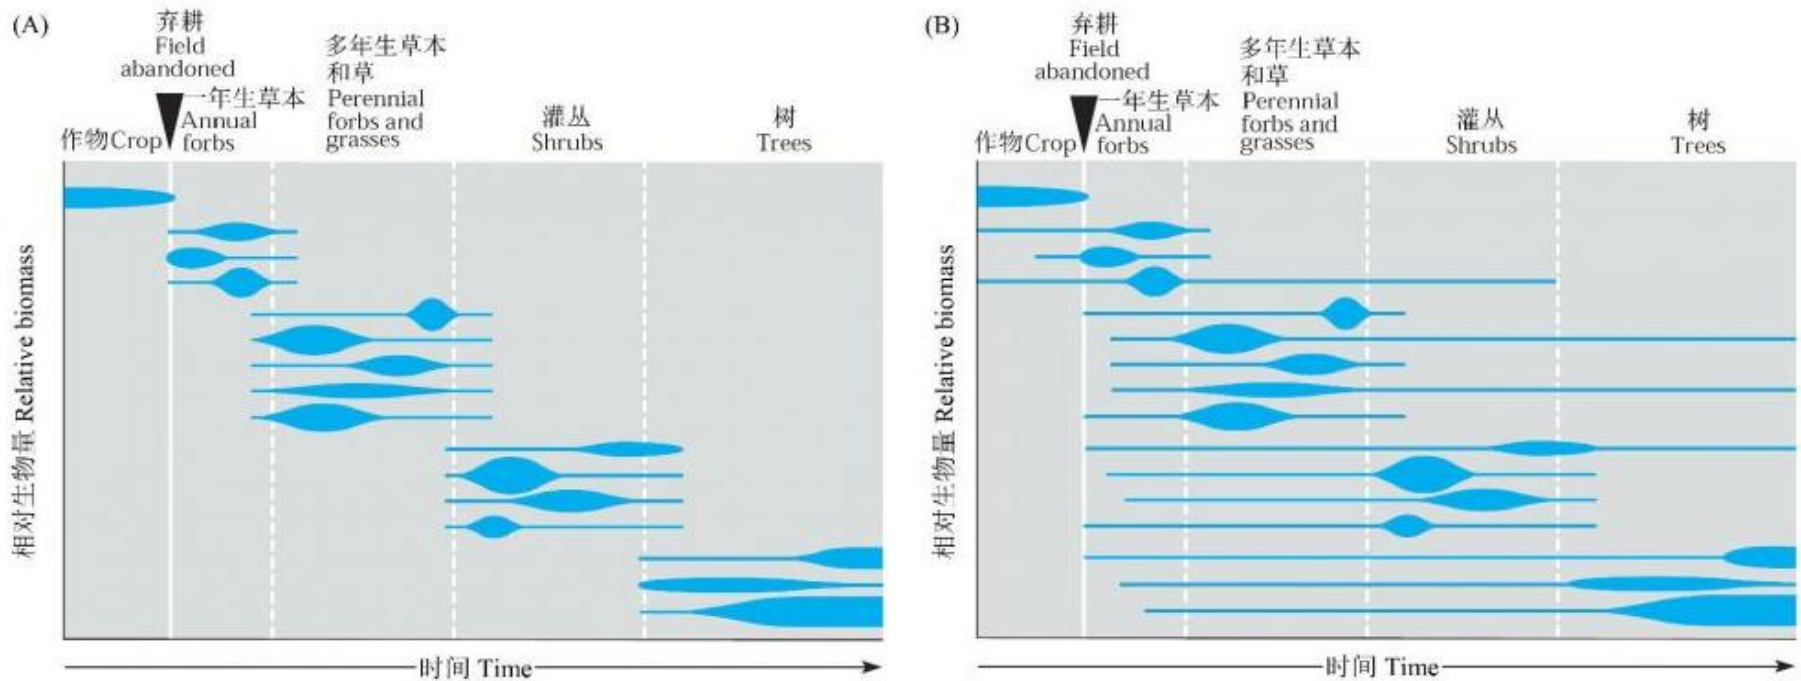 (A)
弃耕
Field
abandoned
作物Crop
一年生草本
Annual
forbs
多年生草本
和草
Perennial
forbs and
grasses
灌丛
Shrubs
树
Trees
相对生物量 Relative biomass
时间 Time
(B)
弃耕
Field
abandoned
作物Crop
一年生草本
Annual
forbs
多年生草本
和草
Perennial
forbs and
grasses
灌丛
Shrubs
树
Trees
相对生物量 Relative biomass
时间 Time